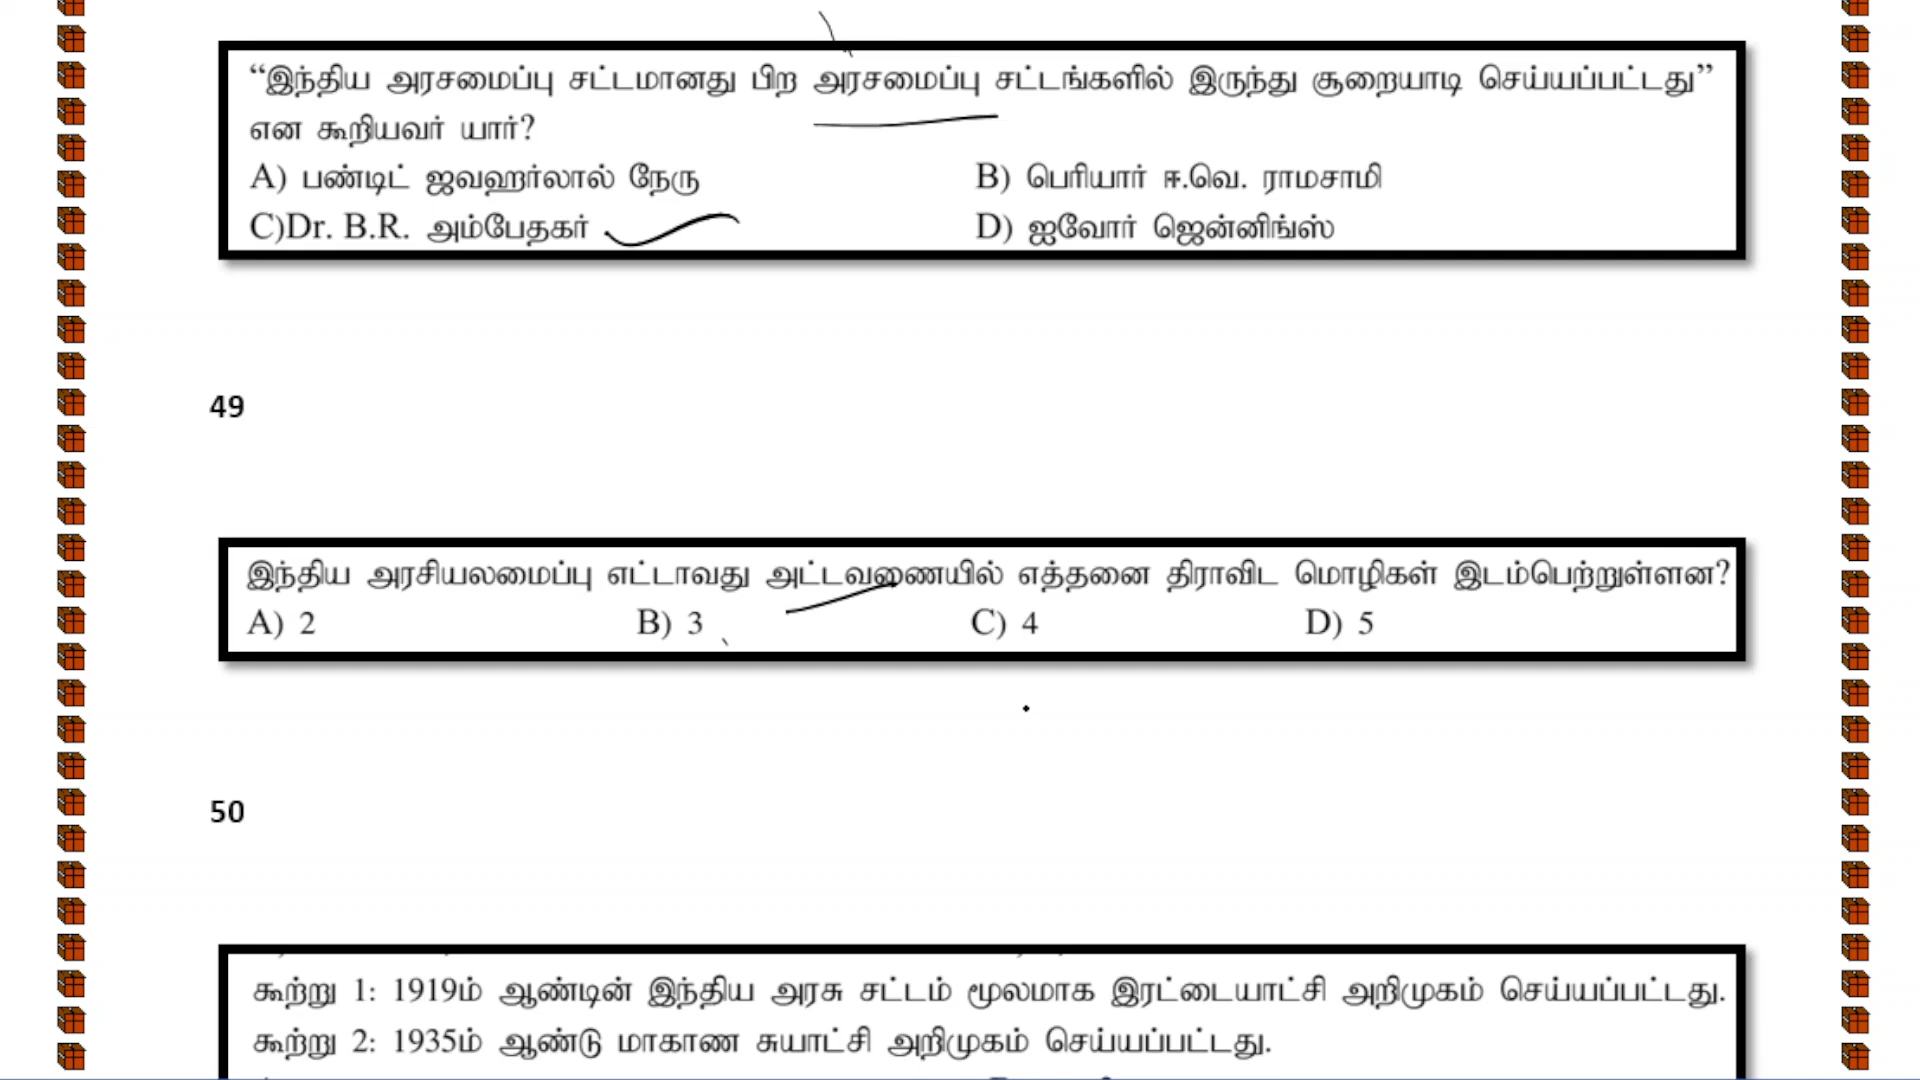 “இந்திய அரசமைப்பு சட்டமானது பிற அரசமைப்பு சட்டங்களில் இருந்து சூறையாடி செய்யப்பட்டது”
என கூறியவர் யார்?
A) பண்டிட் ஜவஹர்லால் நேரு B) பெரியார் ஈ.வெ. ராமசாமி
C)Dr. B.R. அம்பேதகர் D) ஐவோர் ஜென்னிங்ஸ்
49
இந்திய அரசியலமைப்பு எட்டாவது அட்டவணையில் எத்தனை திராவிட மொழிகள் இடம்பெற்றுள்ளன?
A) 2 B) 3 C) 4 D) 5
50
கூற்று 1: 1919ம் ஆண்டின் இந்திய அரசு சட்டம் மூலமாக இரட்டையாட்சி அறிமுகம் செய்யப்பட்டது.
கூற்று 2: 1935ம் ஆண்டு மாகாண சுயாட்சி அறிமுகம் செய்யப்பட்டது.